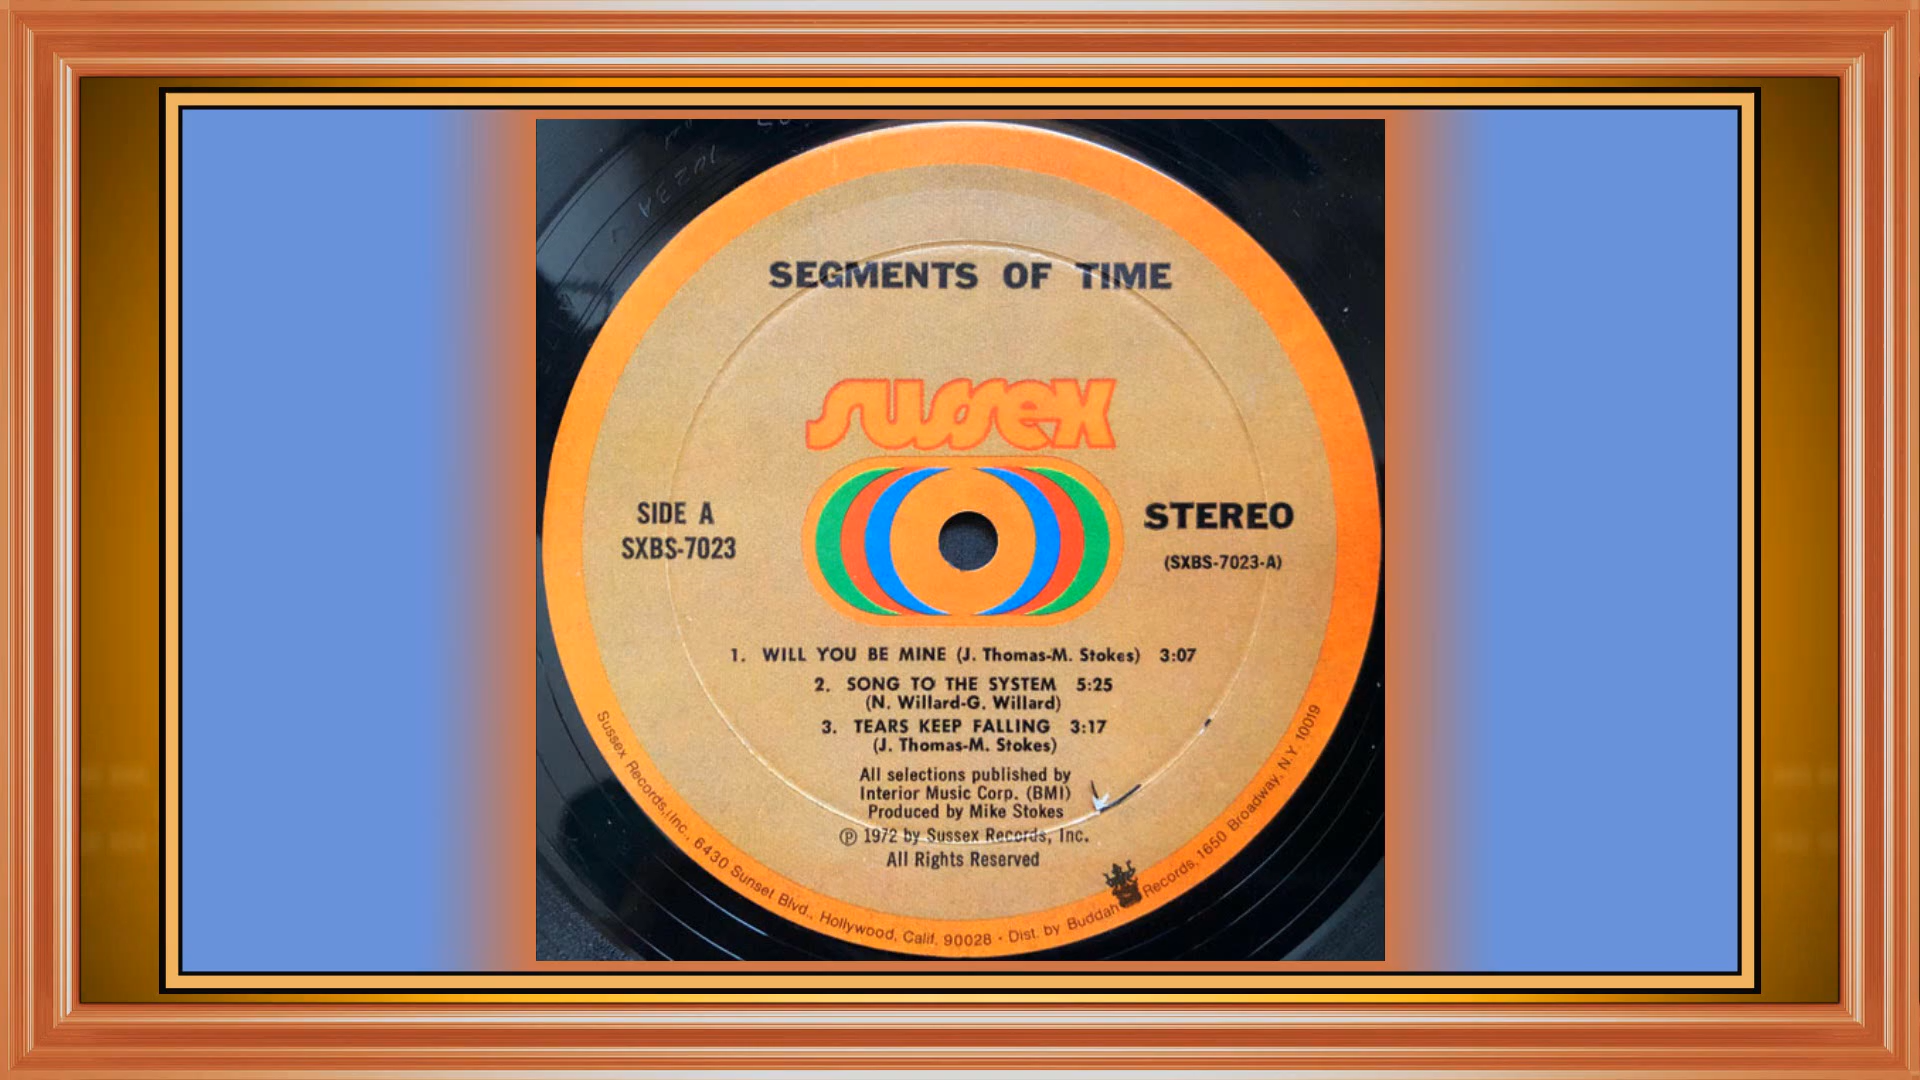 SEGMENTS OF TIME
sussex
SIDE A
SXBS-7023
STEREO
(SXBS-7023-A)
1. WILL YOU BE MINE (J. Thomas-M. Stokes) 3:07
2. SONG TO THE SYSTEM 5:25
(N. Willard-G. Willard)
3. TEARS KEEP FALLING 3:17
(J. Thomas-M. Stokes)
All selections published by
Interior Music Corp. (BMI)
Produced by Mike Stokes
℗ 1972 by Sussex Records, Inc.
All Rights Reserved
Sussex Records, Inc., 6430 Sunset Blvd., Hollywood, Calif. 90028 • Dist. by Buddah Records, 1650 Broadway, N.Y. 10019